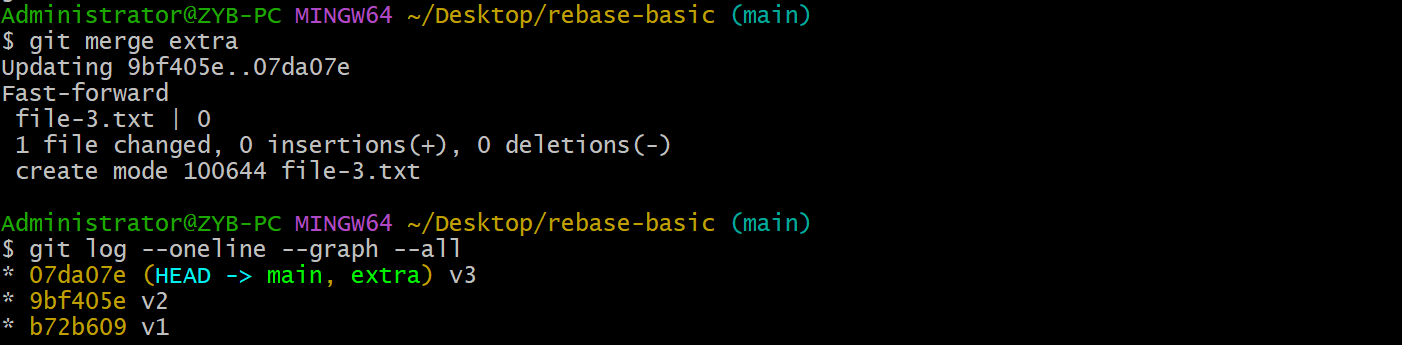 Administrator@ZYB-PC MINGW64 ~/Desktop/rebase-basic (main)
$ git merge extra
Updating 9bf405e..07da07e
Fast-forward
 file-3.txt | 0
 1 file changed, 0 insertions(+), 0 deletions(-)
 create mode 100644 file-3.txt

Administrator@ZYB-PC MINGW64 ~/Desktop/rebase-basic (main)
$ git log --oneline --graph --all
* 07da07e (HEAD -> main, extra) v3
* 9bf405e v2
* b72b609 v1